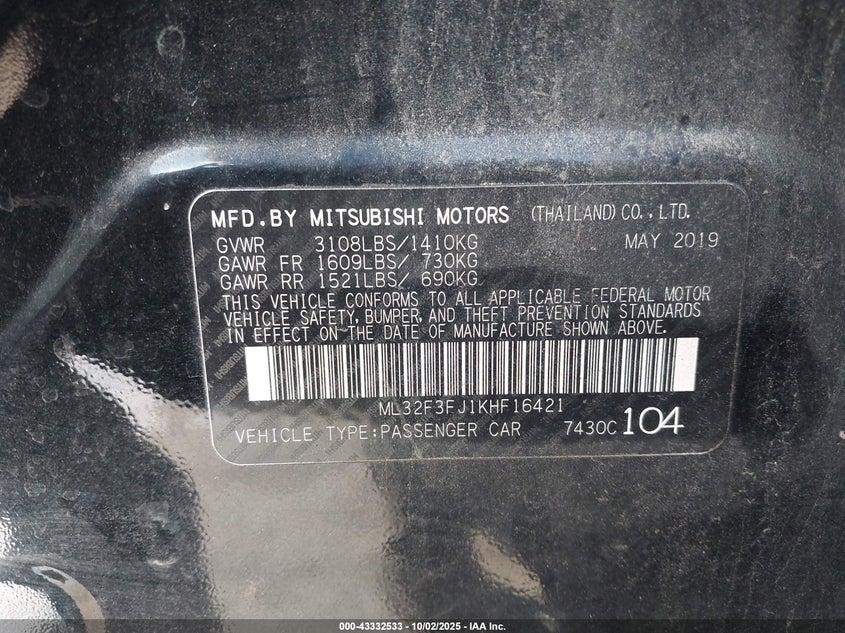 MFD.BY MITSUBISHI MOTORS (THAILAND) CO.,LTD.
GVWR 3108LBS/1410KG MAY 2019
GAWR FR 1609LBS/ 730KG
GAWR RR 1521LBS/ 690KG
THIS VEHICLE CONFORMS TO ALL APPLICABLE FEDERAL MOTOR
VEHICLE SAFETY, BUMPER, AND THEFT PREVENTION STANDARDS
IN EFFECT ON THE DATE OF MANUFACTURE SHOWN ABOVE.
ML32F3FJ1KHF16421
VEHICLE TYPE:PASSENGER CAR 7430C 104
000-43332533 - 10/02/2025 - IAA Inc.